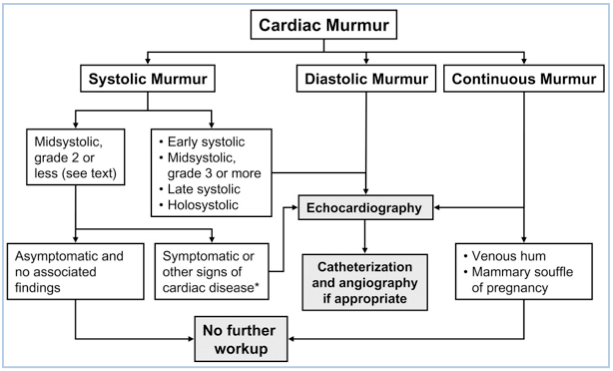 Cardiac Murmur
Systolic Murmur
Diastolic Murmur
Continuous Murmur
Midsystolic,
grade 2 or
less (see text)
• Early systolic
• Midsystolic,
grade 3 or more
• Late systolic
• Holosystolic
Echocardiography
Asymptomatic and
no associated
findings
Symptomatic or
other signs of
cardiac disease*
Catheterization
and angiography
if appropriate
• Venous hum
• Mammary souffle
of pregnancy
No further
workup